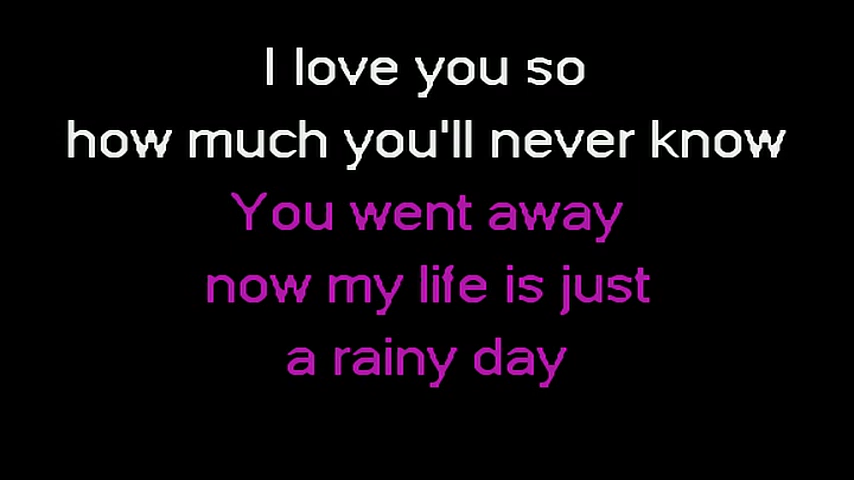 I love you so
how much you'll never know
You went away
now my life is just
a rainy day